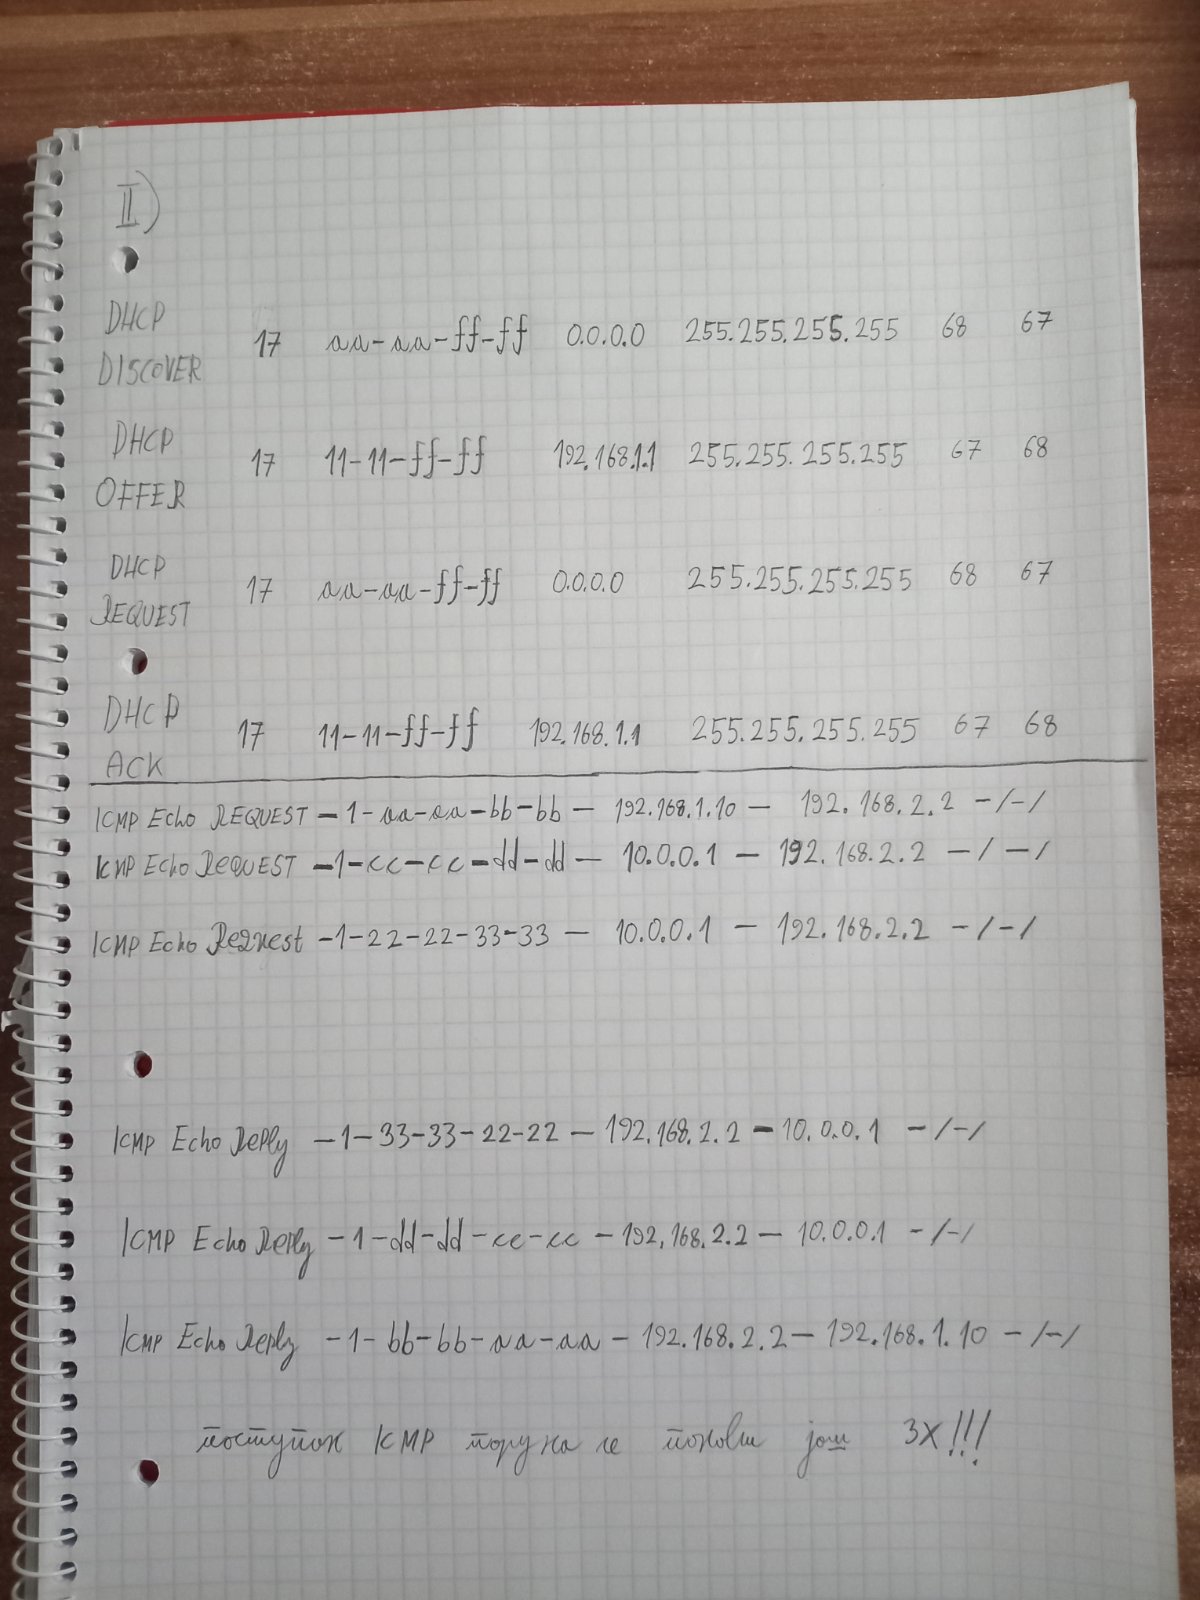 II)
DHCP
DISCOVER 17 aa-aa-ff-ff 0.0.0.0 255.255.255.255 68 67
DHCP
OFFER 17 11-11-ff-ff 192.168.1.1 255.255.255.255 67 68
DHCP
REQUEST 17 aa-aa-ff-ff 0.0.0.0 255.255.255.255 68 67
DHCP
ACK 17 11-11-ff-ff 192.168.1.1 255.255.255.255 67 68
ICMP Echo REQUEST - 1-aa-aa-bb-bb - 192.168.1.10 - 192.168.2.2 -/-/
ICMP Echo ReQUEST -1-cc-cc-dd-dd - 10.0.0.1 - 192.168.2.2 -/-/
ICMP Echo Request -1-22-22-33-33 - 10.0.0.1 - 192.168.2.2 -/-/
ICMP Echo Reply -1-33-33-22-22 - 192.168.2.2 - 10.0.0.1 -/-/
ICMP Echo Reply -1-dd-dd-cc-cc - 192.168.2.2 - 10.0.0.1 -/-/
ICMP Echo Reply -1-bb-bb-aa-aa - 192.168.2.2 - 192.168.1.10 -/-/
поступак ICMP порука се понови још 3X!!!